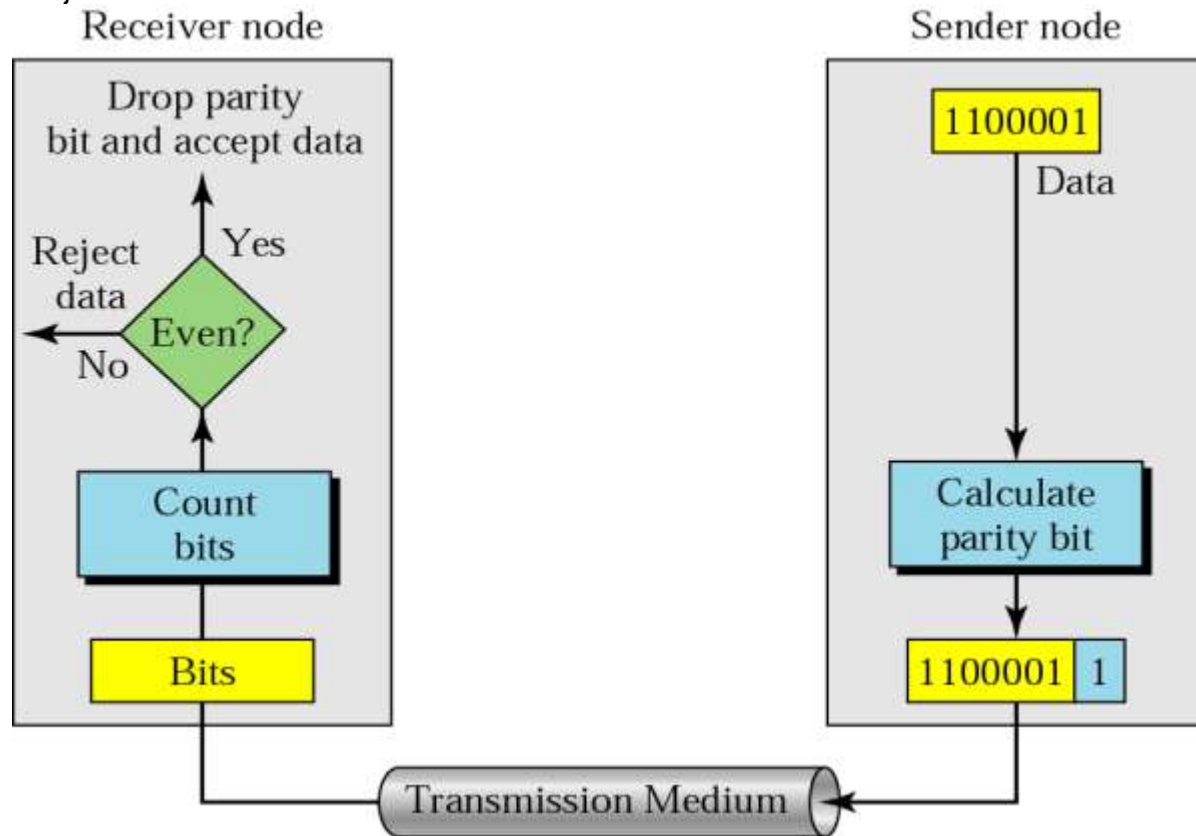 Receiver node
Drop parity
bit and accept data
Yes
Reject
data
No
Even?
Count
bits
Bits
Sender node
1100001
Data
Calculate
parity bit
1100001 1
Transmission Medium